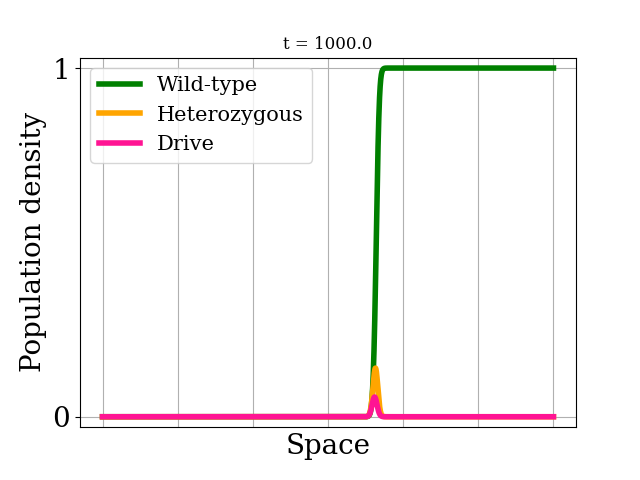 t = 1000.0
1
Wild-type
Heterozygous
Drive
Population density
0
Space